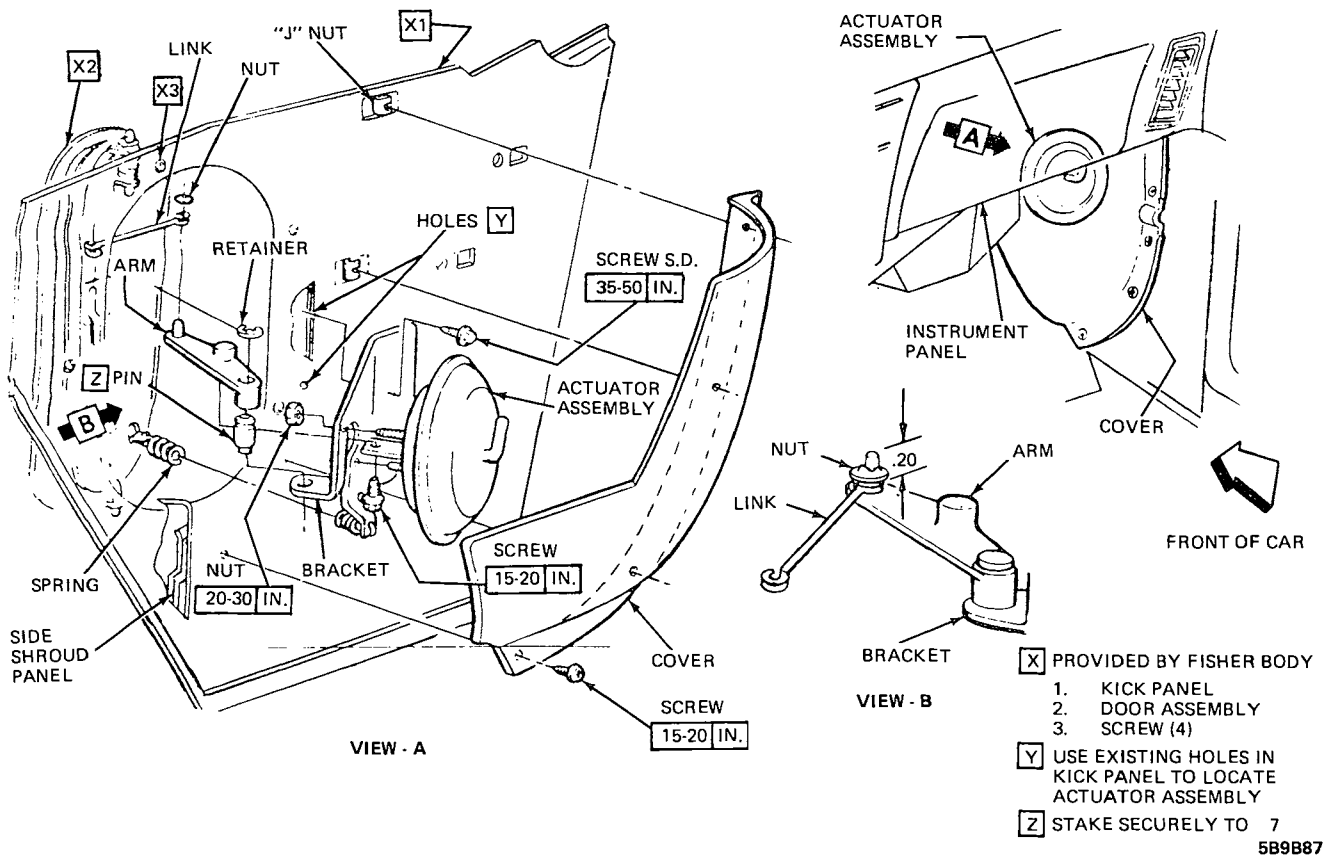 X1
"J" NUT
LINK
NUT
X2
X3
HOLES Y
RETAINER
ARM
SCREW S.D.
35-50 IN.
Z PIN
ACTUATOR
ASSEMBLY
B
SPRING
NUT
20-30 IN.
BRACKET
SCREW
15-20 IN.
SIDE
SHROUD
PANEL
COVER
SCREW
15-20 IN.
VIEW - A
ACTUATOR
ASSEMBLY
A
INSTRUMENT
PANEL
COVER
NUT
.20
ARM
LINK
FRONT OF CAR
BRACKET
VIEW - B
X PROVIDED BY FISHER BODY
1. KICK PANEL
2. DOOR ASSEMBLY
3. SCREW (4)
Y USE EXISTING HOLES IN
KICK PANEL TO LOCATE
ACTUATOR ASSEMBLY
Z STAKE SECURELY TO 7
5B9B87